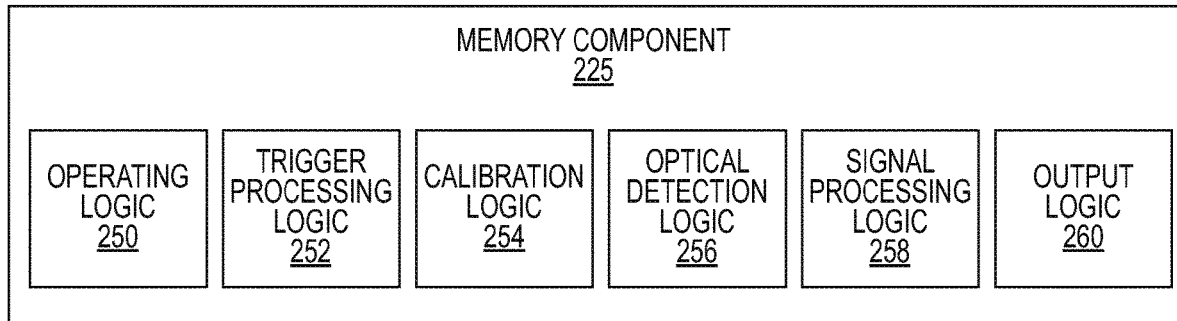 MEMORY COMPONENT
225
OPERATING
LOGIC
250
TRIGGER
PROCESSING
LOGIC
252
CALIBRATION
LOGIC
254
OPTICAL
DETECTION
LOGIC
256
SIGNAL
PROCESSING
LOGIC
258
OUTPUT
LOGIC
260